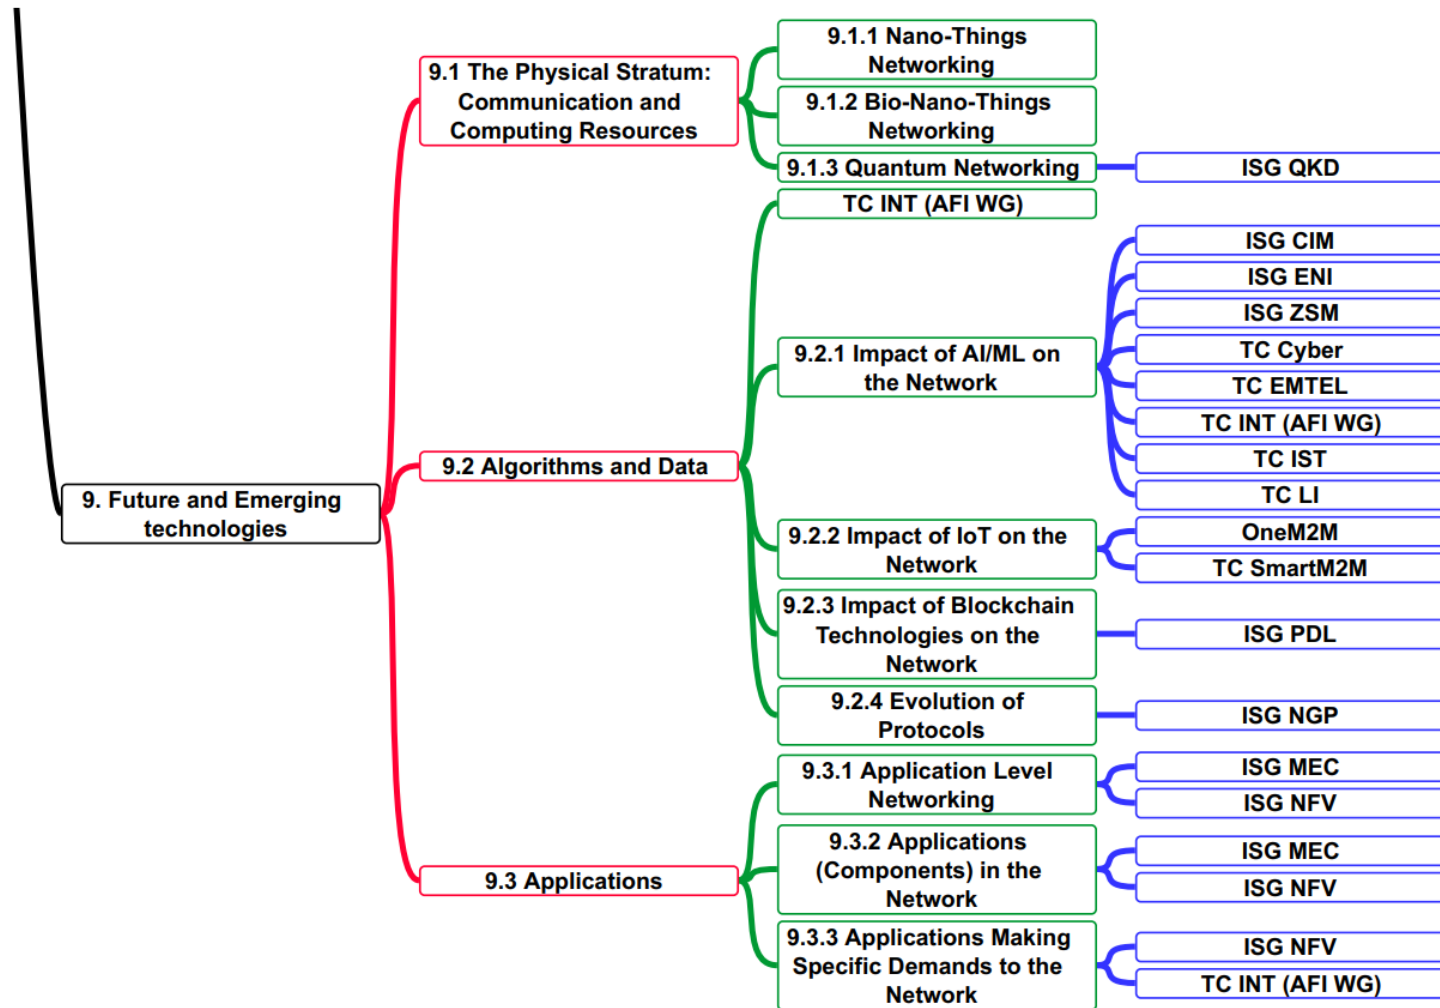 9. Future and Emerging
technologies
9.1 The Physical Stratum:
Communication and
Computing Resources
9.1.1 Nano-Things
Networking
9.1.2 Bio-Nano-Things
Networking
9.1.3 Quantum Networking
ISG QKD
9.2 Algorithms and Data
TC INT (AFI WG)
9.2.1 Impact of AI/ML on
the Network
ISG CIM
ISG ENI
ISG ZSM
TC Cyber
TC EMTEL
TC INT (AFI WG)
TC IST
TC LI
9.2.2 Impact of IoT on the
Network
OneM2M
TC SmartM2M
9.2.3 Impact of Blockchain
Technologies on the
Network
ISG PDL
9.2.4 Evolution of
Protocols
ISG NGP
9.3 Applications
9.3.1 Application Level
Networking
ISG MEC
ISG NFV
9.3.2 Applications
(Components) in the
Network
ISG MEC
ISG NFV
9.3.3 Applications Making
Specific Demands to the
Network
ISG NFV
TC INT (AFI WG)